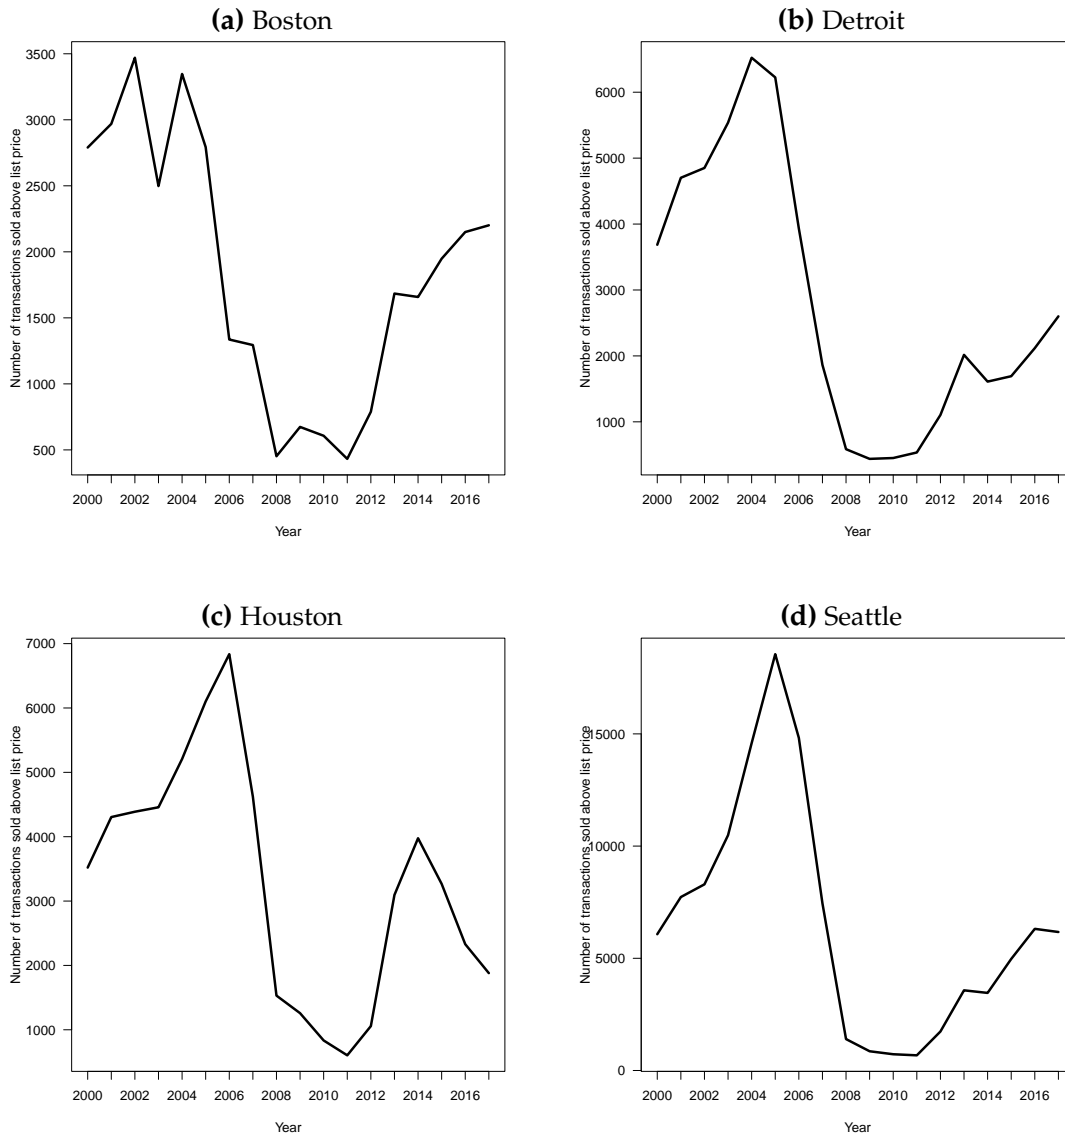 (a) Boston
Number of transactions sold above list price
3500
3000
2500
2000
1500
1000
500
2000 2002 2004 2006 2008 2010 2012 2014 2016
Year
(b) Detroit
Number of transactions sold above list price
6000
5000
4000
3000
2000
1000
2000 2002 2004 2006 2008 2010 2012 2014 2016
Year
(c) Houston
Number of transactions sold above list price
7000
6000
5000
4000
3000
2000
1000
2000 2002 2004 2006 2008 2010 2012 2014 2016
Year
(d) Seattle
Number of transactions sold above list price
15000
10000
5000
0
2000 2002 2004 2006 2008 2010 2012 2014 2016
Year